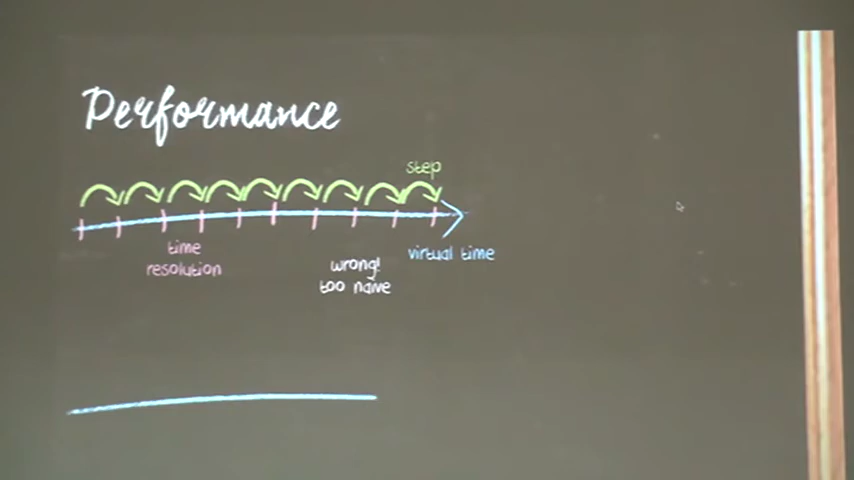 Performance
step
time
resolution
wrong!
too naive
virtual time